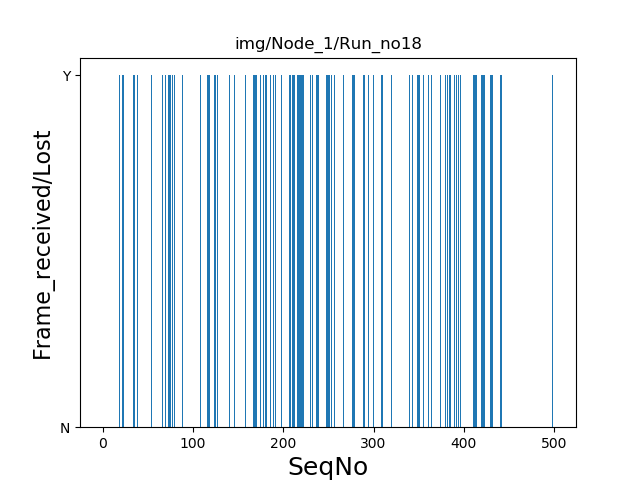 img/Node_1/Run_no18
Y
Frame_received/Lost
N
0 100 200 300 400 500
SeqNo